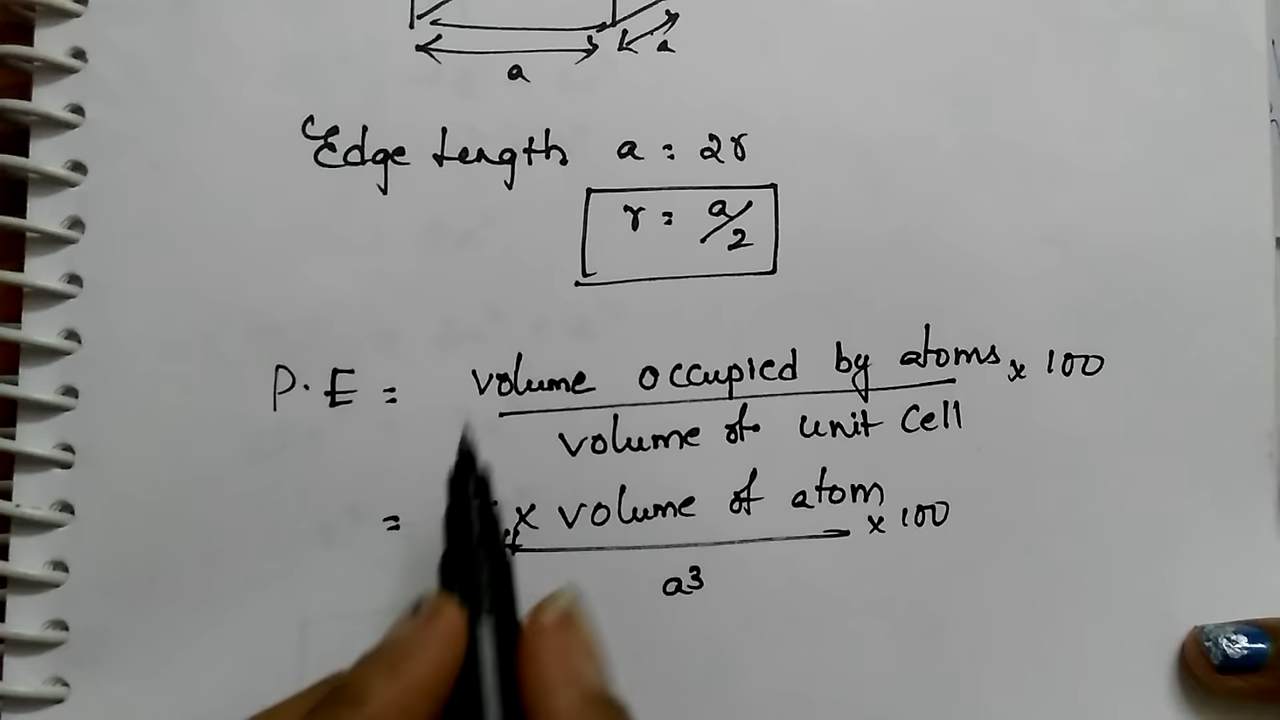 a
a
Edge Length a = 2r
r = a/2
P.E = volume occupied by atoms x 100
volume of unit cell
= x volume of atom x 100
a³